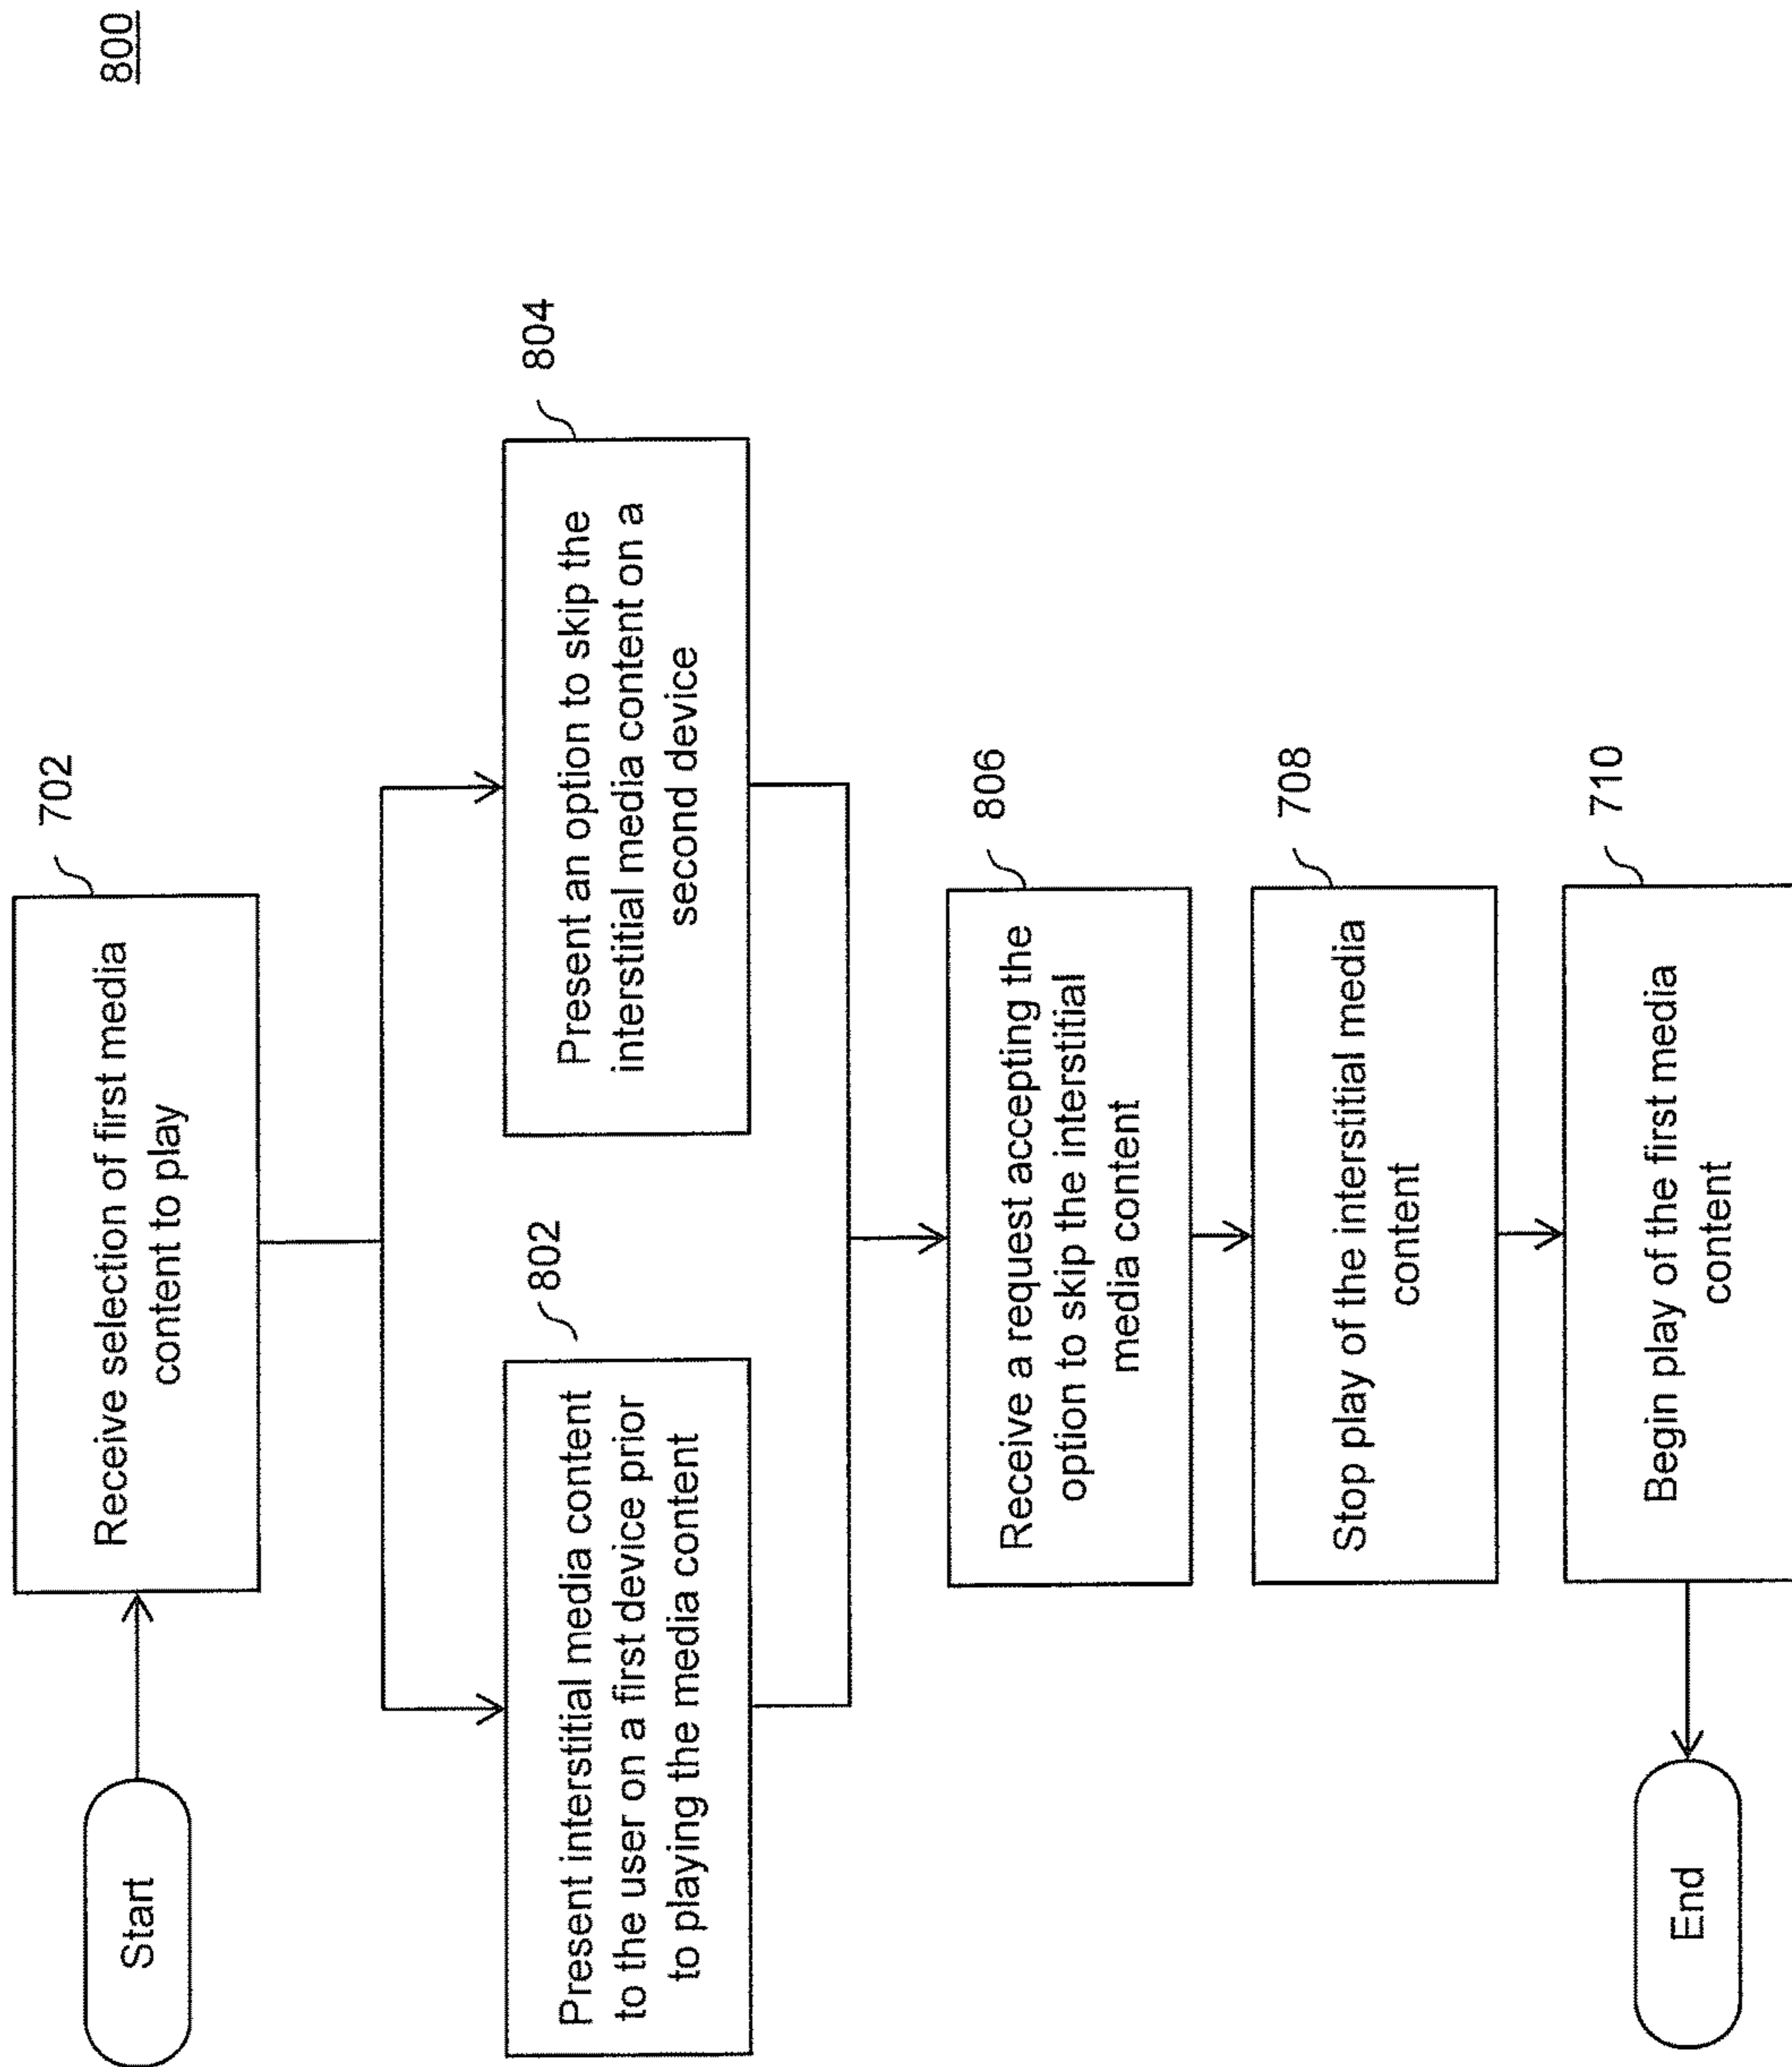 800
Start
Receive selection of first media
content to play
702
Present interstitial media content
to the user on a first device prior
to playing the media content
802
Present an option to skip the
interstitial media content on a
second device
804
Receive a request accepting the
option to skip the interstitial
media content
806
Stop play of the interstitial media
content
708
Begin play of the first media
content
710
End